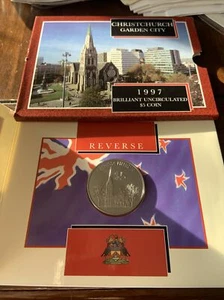 CHRISTCHURCH
GARDEN CITY
1997
BRILLIANT UNCIRCULATED
$5 COIN
REVERSE